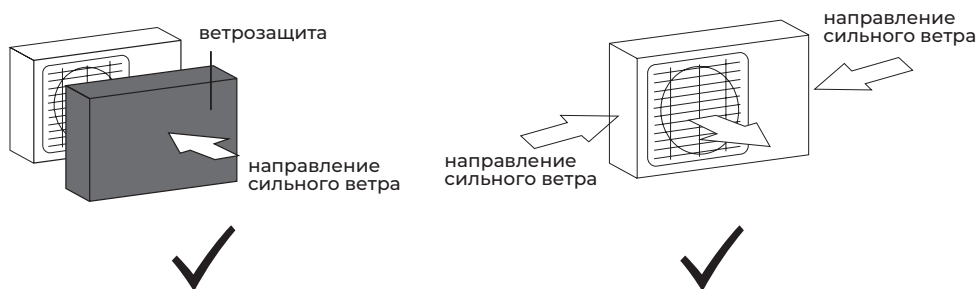 ветрозащита
направление
сильного ветра
направление
сильного ветра
направление
сильного ветра